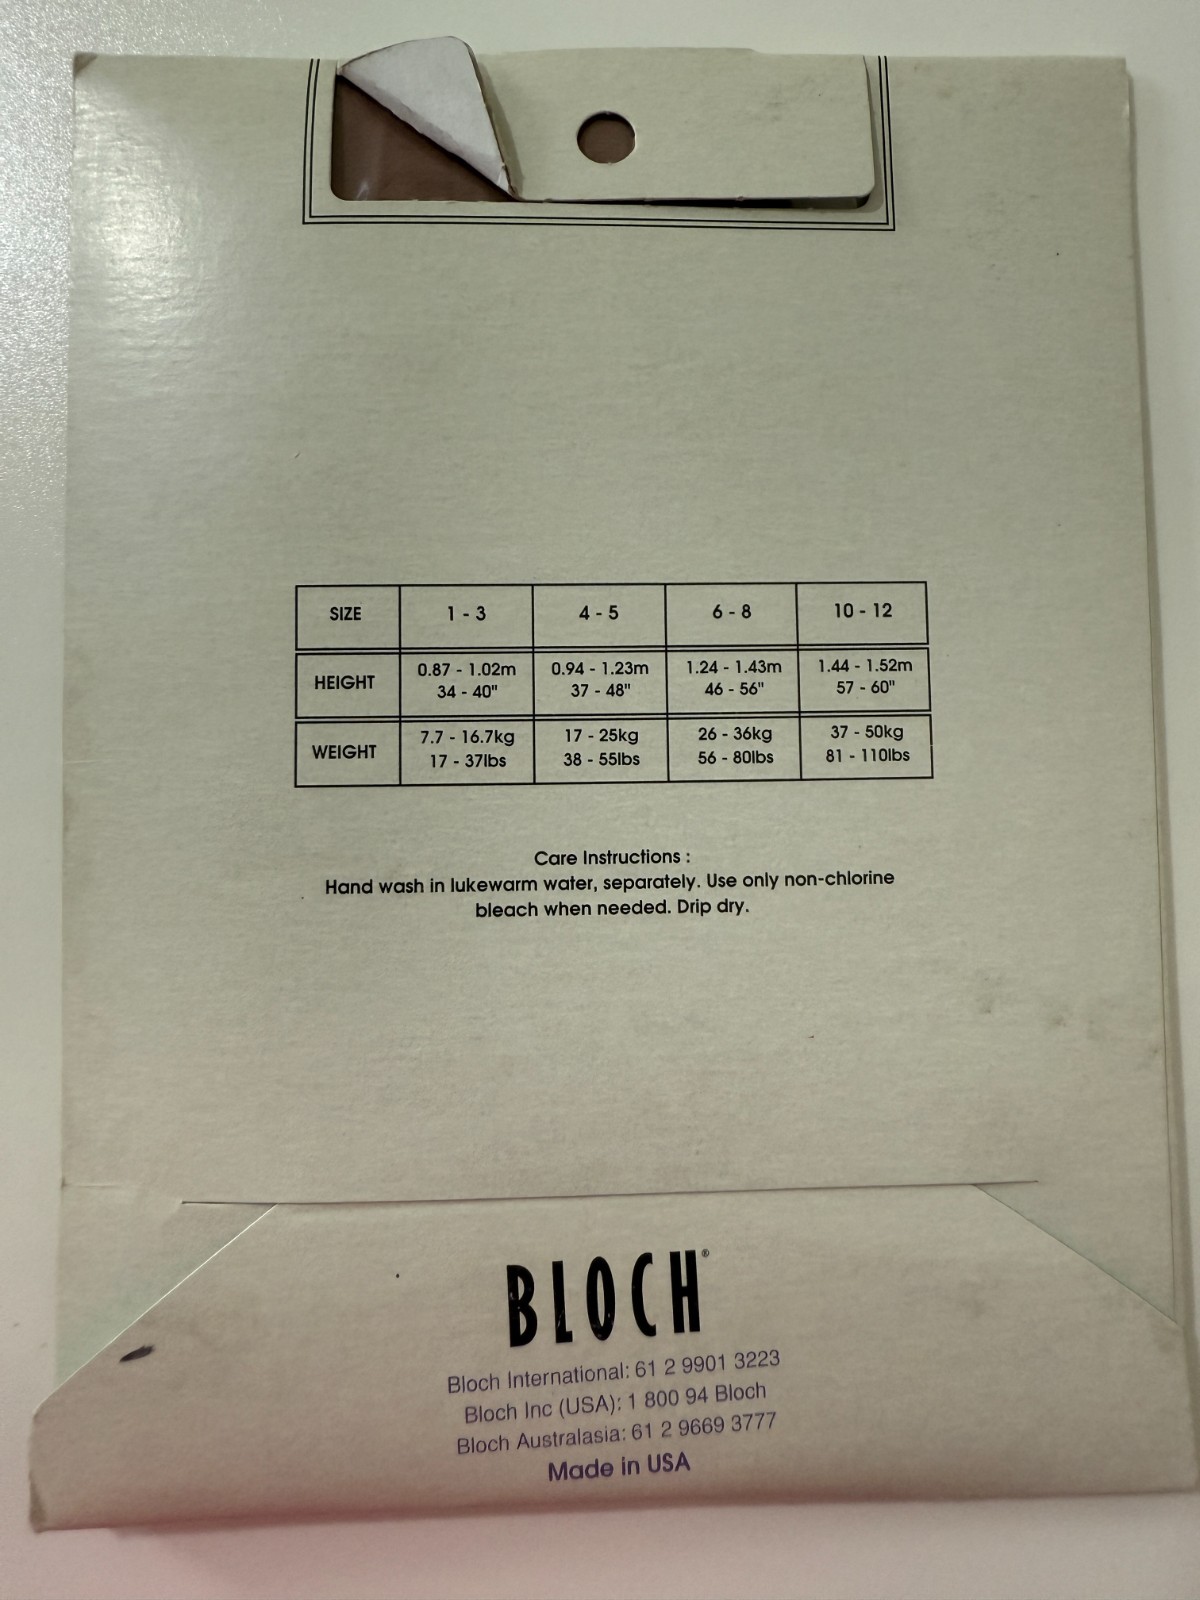 SIZE 1 - 3 4 - 5 6 - 8 10 - 12
HEIGHT 0.87 - 1.02m 0.94 - 1.23m 1.24 - 1.43m 1.44 - 1.52m
34 - 40" 37 - 48" 46 - 56" 57 - 60"
WEIGHT 7.7 - 16.7kg 17 - 25kg 26 - 36kg 37 - 50kg
17 - 37lbs 38 - 55lbs 56 - 80lbs 81 - 110lbs
Care Instructions :
Hand wash in lukewarm water, separately. Use only non-chlorine
bleach when needed. Drip dry.
BLOCH®
Bloch International: 61 2 9901 3223
Bloch Inc (USA): 1 800 94 Bloch
Bloch Australasia: 61 2 9669 3777
Made in USA